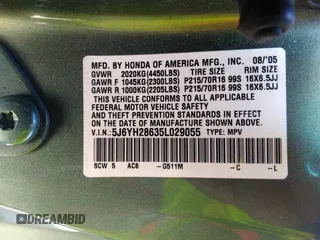 MFD. BY HONDA OF AMERICA MFG., INC. 08/'05
GVWR 2020KG(4450LBS) TIRE SIZE RIM SIZE
GAWR F 1045KG(2300LBS) P215/70R16 99S 16X6.5JJ
GAWR R 1000KG(2205LBS) P215/70R16 99S 16X6.5JJ
THIS VEHICLE CONFORMS TO ALL APPLICABLE
FEDERAL MOTOR VEHICLE SAFETY
AND THEFT PREVENTION STANDARDS IN EFFECT
ON THE DATE OF MANUFACTURE SHOWN ABOVE.
V.I.N.:5J6YH28635L029055 TYPE: MPV
SCW 5 AC6 -G511M -C -L
DREAMBID